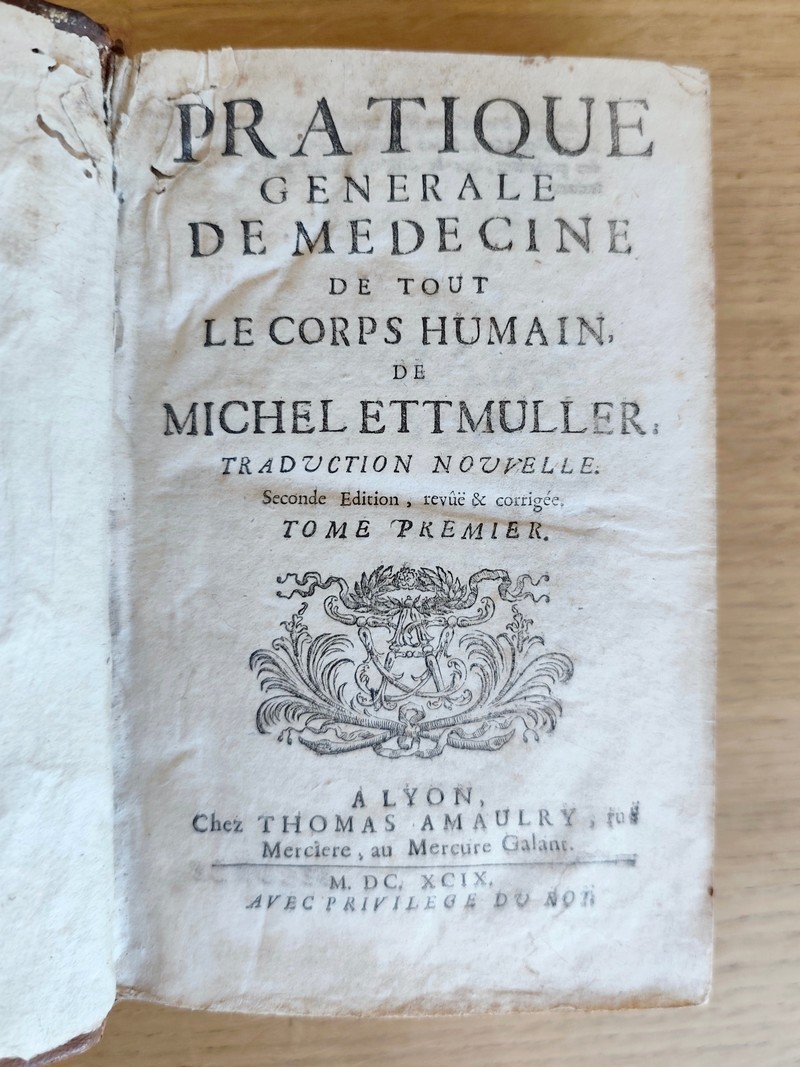 PRATIQUE
GENERALE
DE MEDECINE
DE TOUT
LE CORPS HUMAIN,
DE
MICHEL ETTMULLER.
TRADUCTION NOUVELLE.
Seconde Edition, revûë & corrigée.
TOME PREMIER.
A LYON,
Chez THOMAS AMAULRY, ruë
Merciere, au Mercure Galant.
M. DC. XCIX.
AVEC PRIVILEGE DU ROI